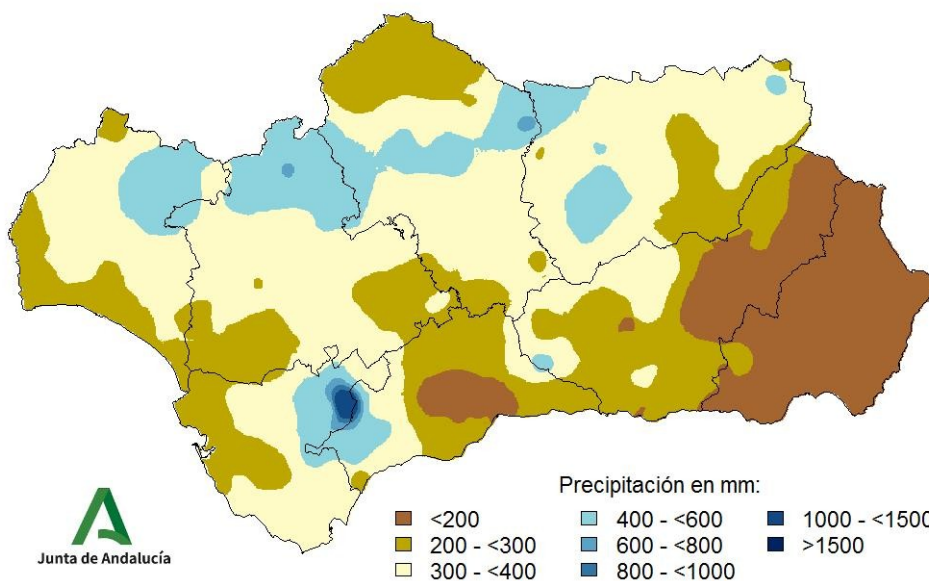 Precipitación en mm:
<200
200 - <300
300 - <400
400 - <600
600 - <800
800 - <1000
1000 - <1500
>1500
Junta de Andalucía